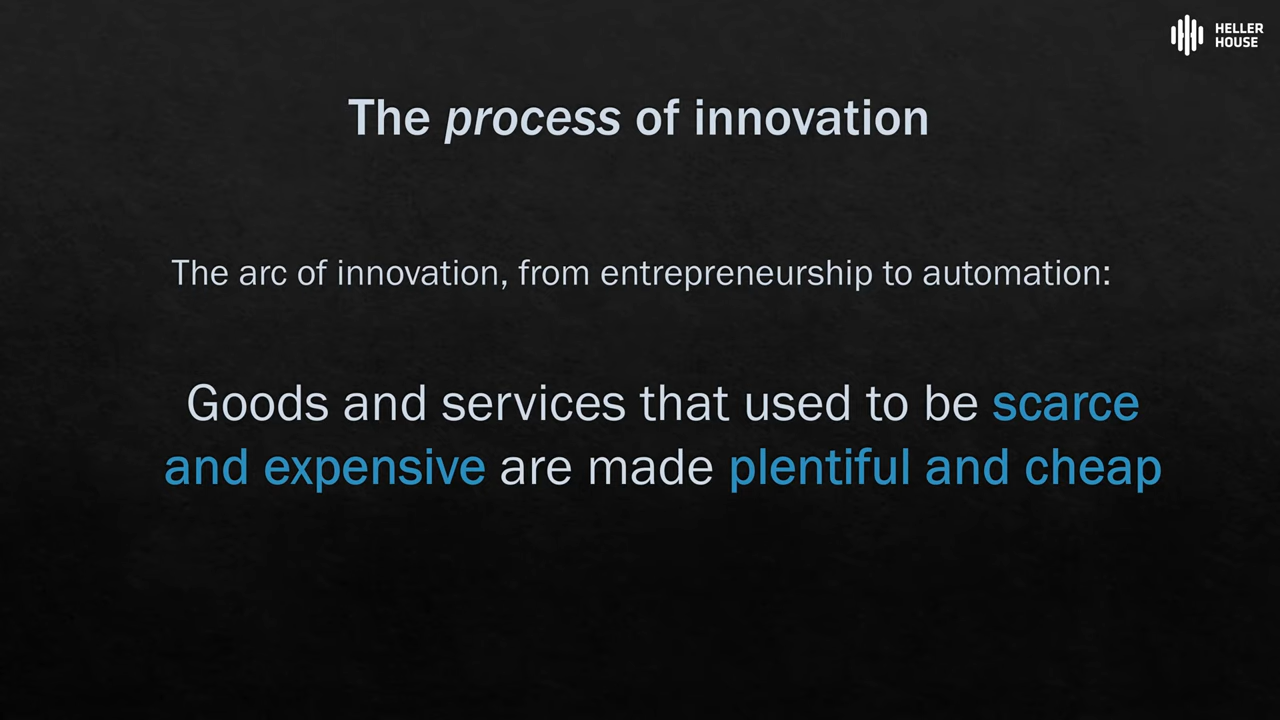 HELLER
HOUSE
The process of innovation
The arc of innovation, from entrepreneurship to automation:
Goods and services that used to be scarce
and expensive are made plentiful and cheap